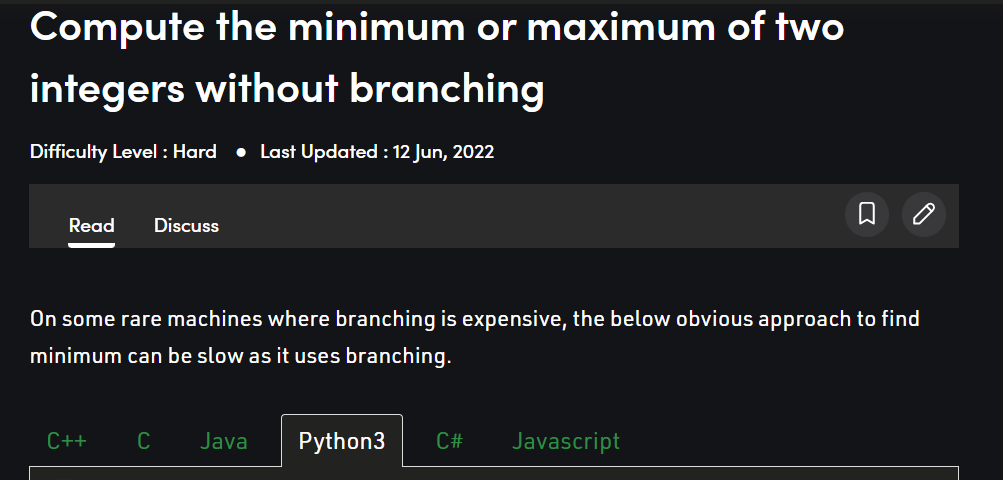 Compute the minimum or maximum of two
integers without branching
Difficulty Level : Hard ● Last Updated : 12 Jun, 2022
Read Discuss
On some rare machines where branching is expensive, the below obvious approach to find
minimum can be slow as it uses branching.
C++ C Java Python3 C# Javascript